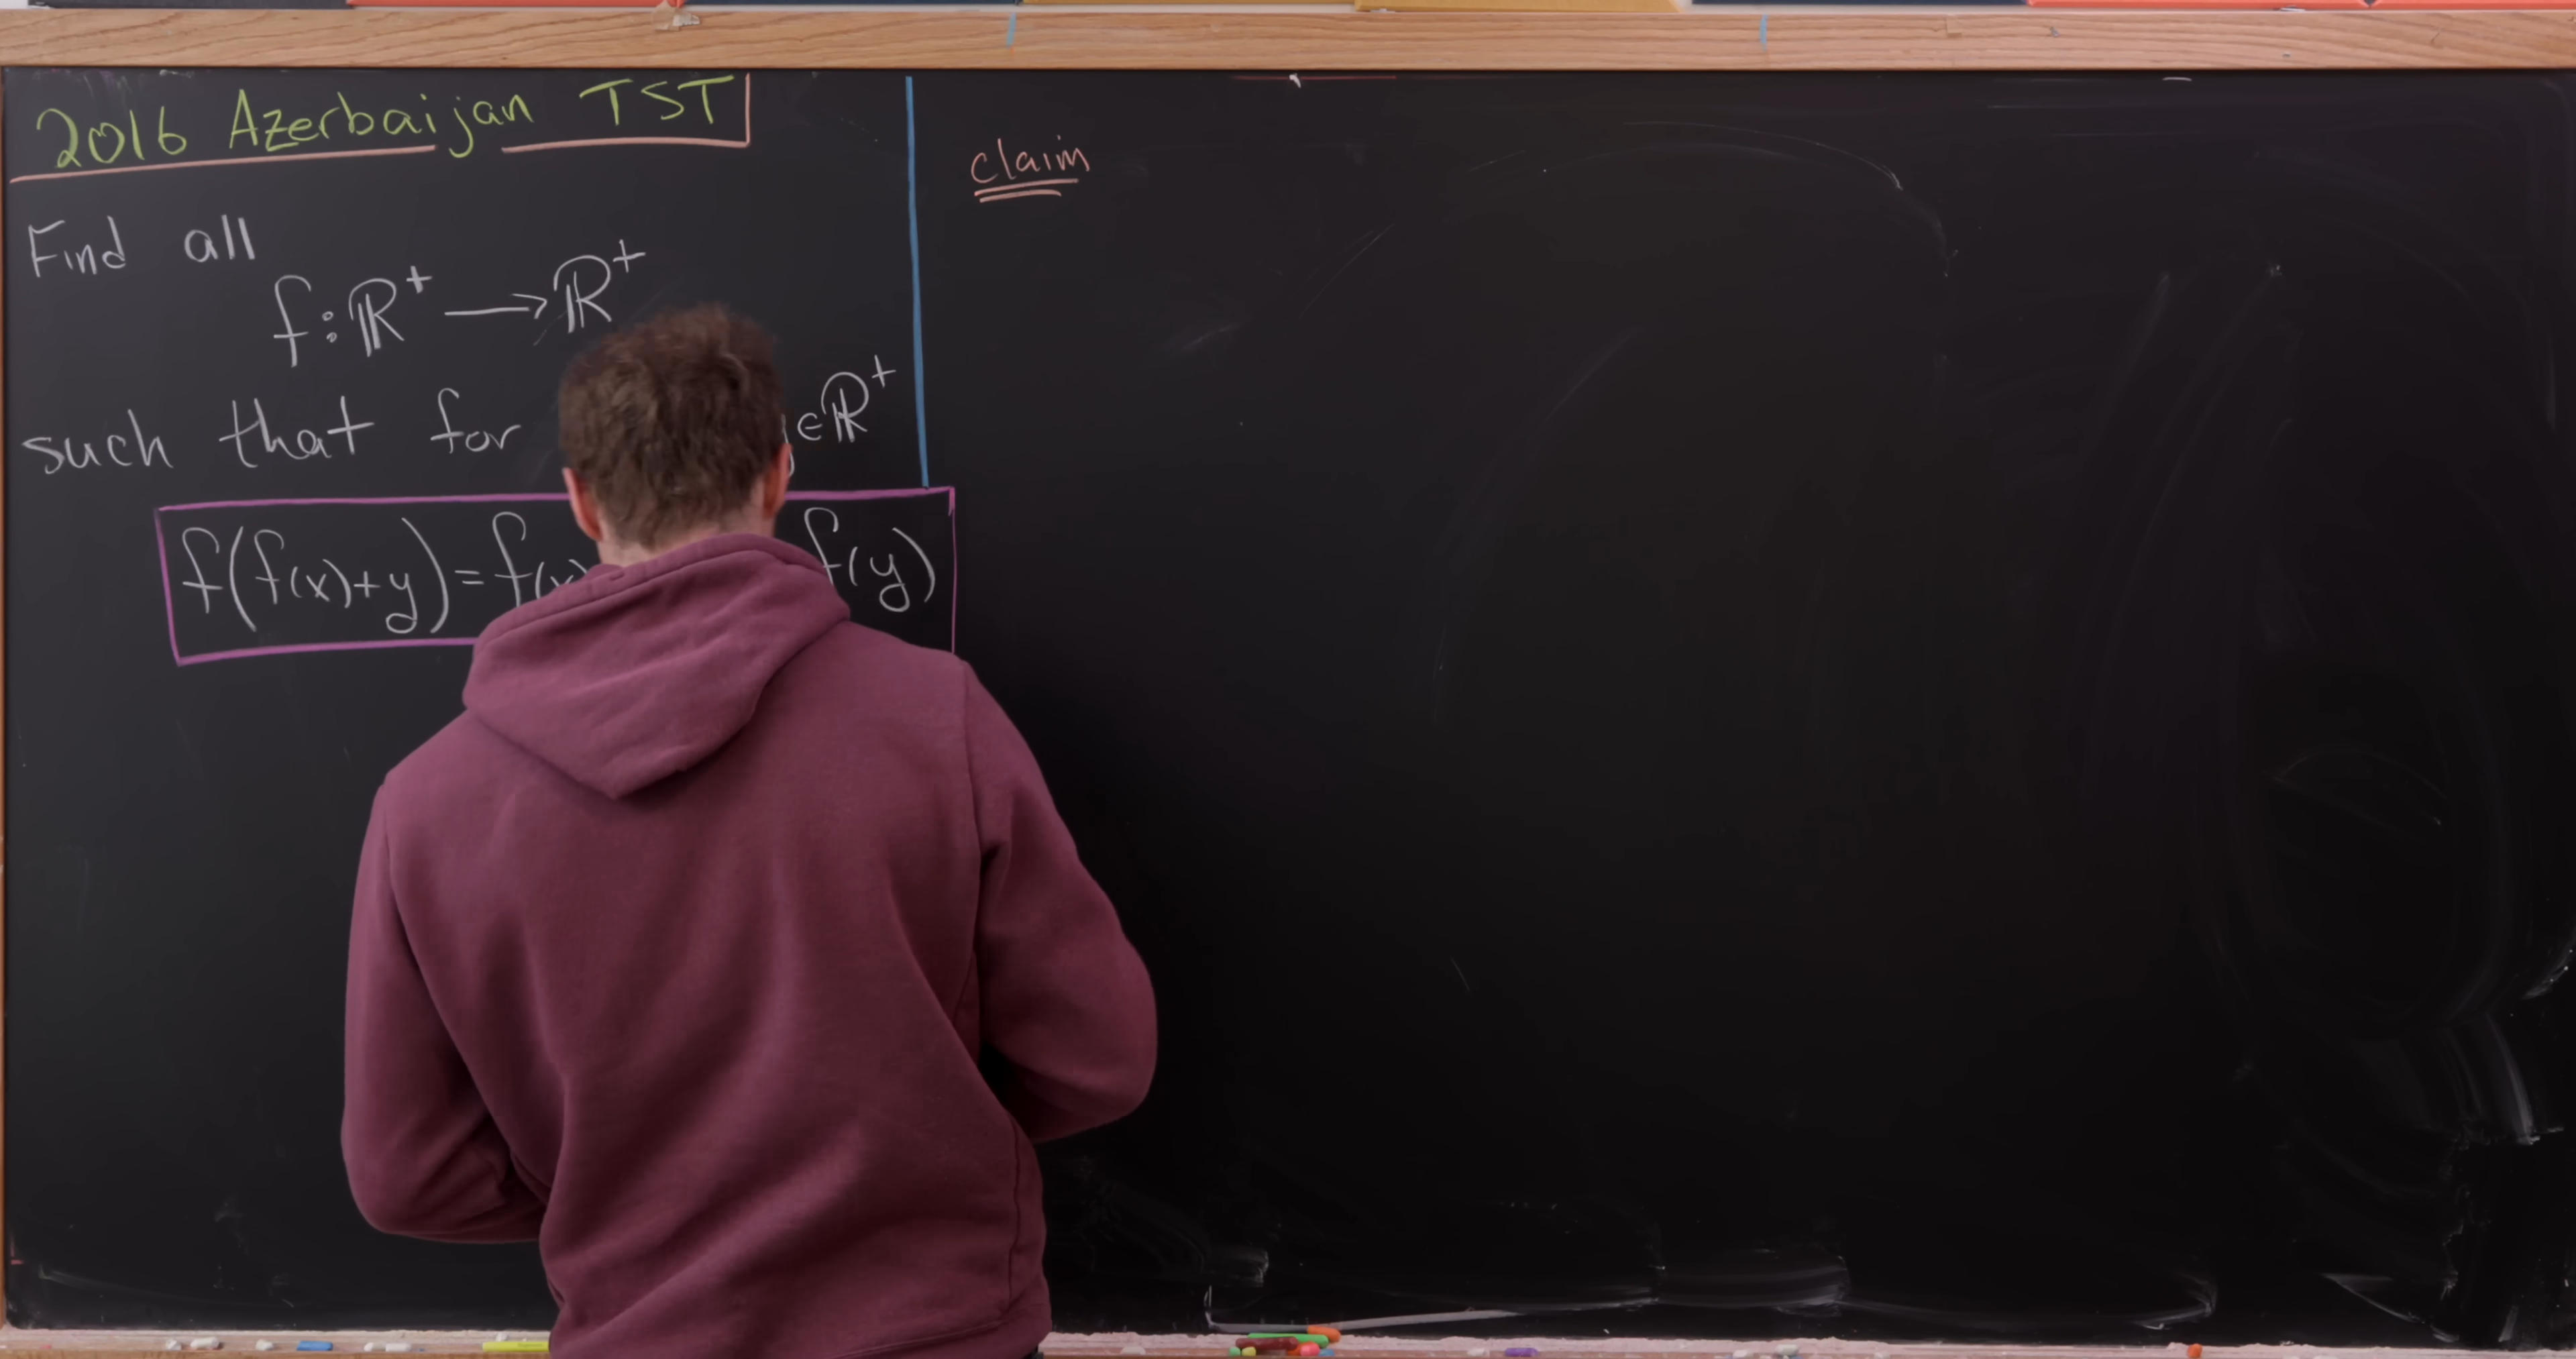 2016 Azerbaijan TST
Find all
f:ℝ⁺ → ℝ⁺
such that for ∈ℝ⁺
f(f(x)+y)=f(x) f(y)
claim